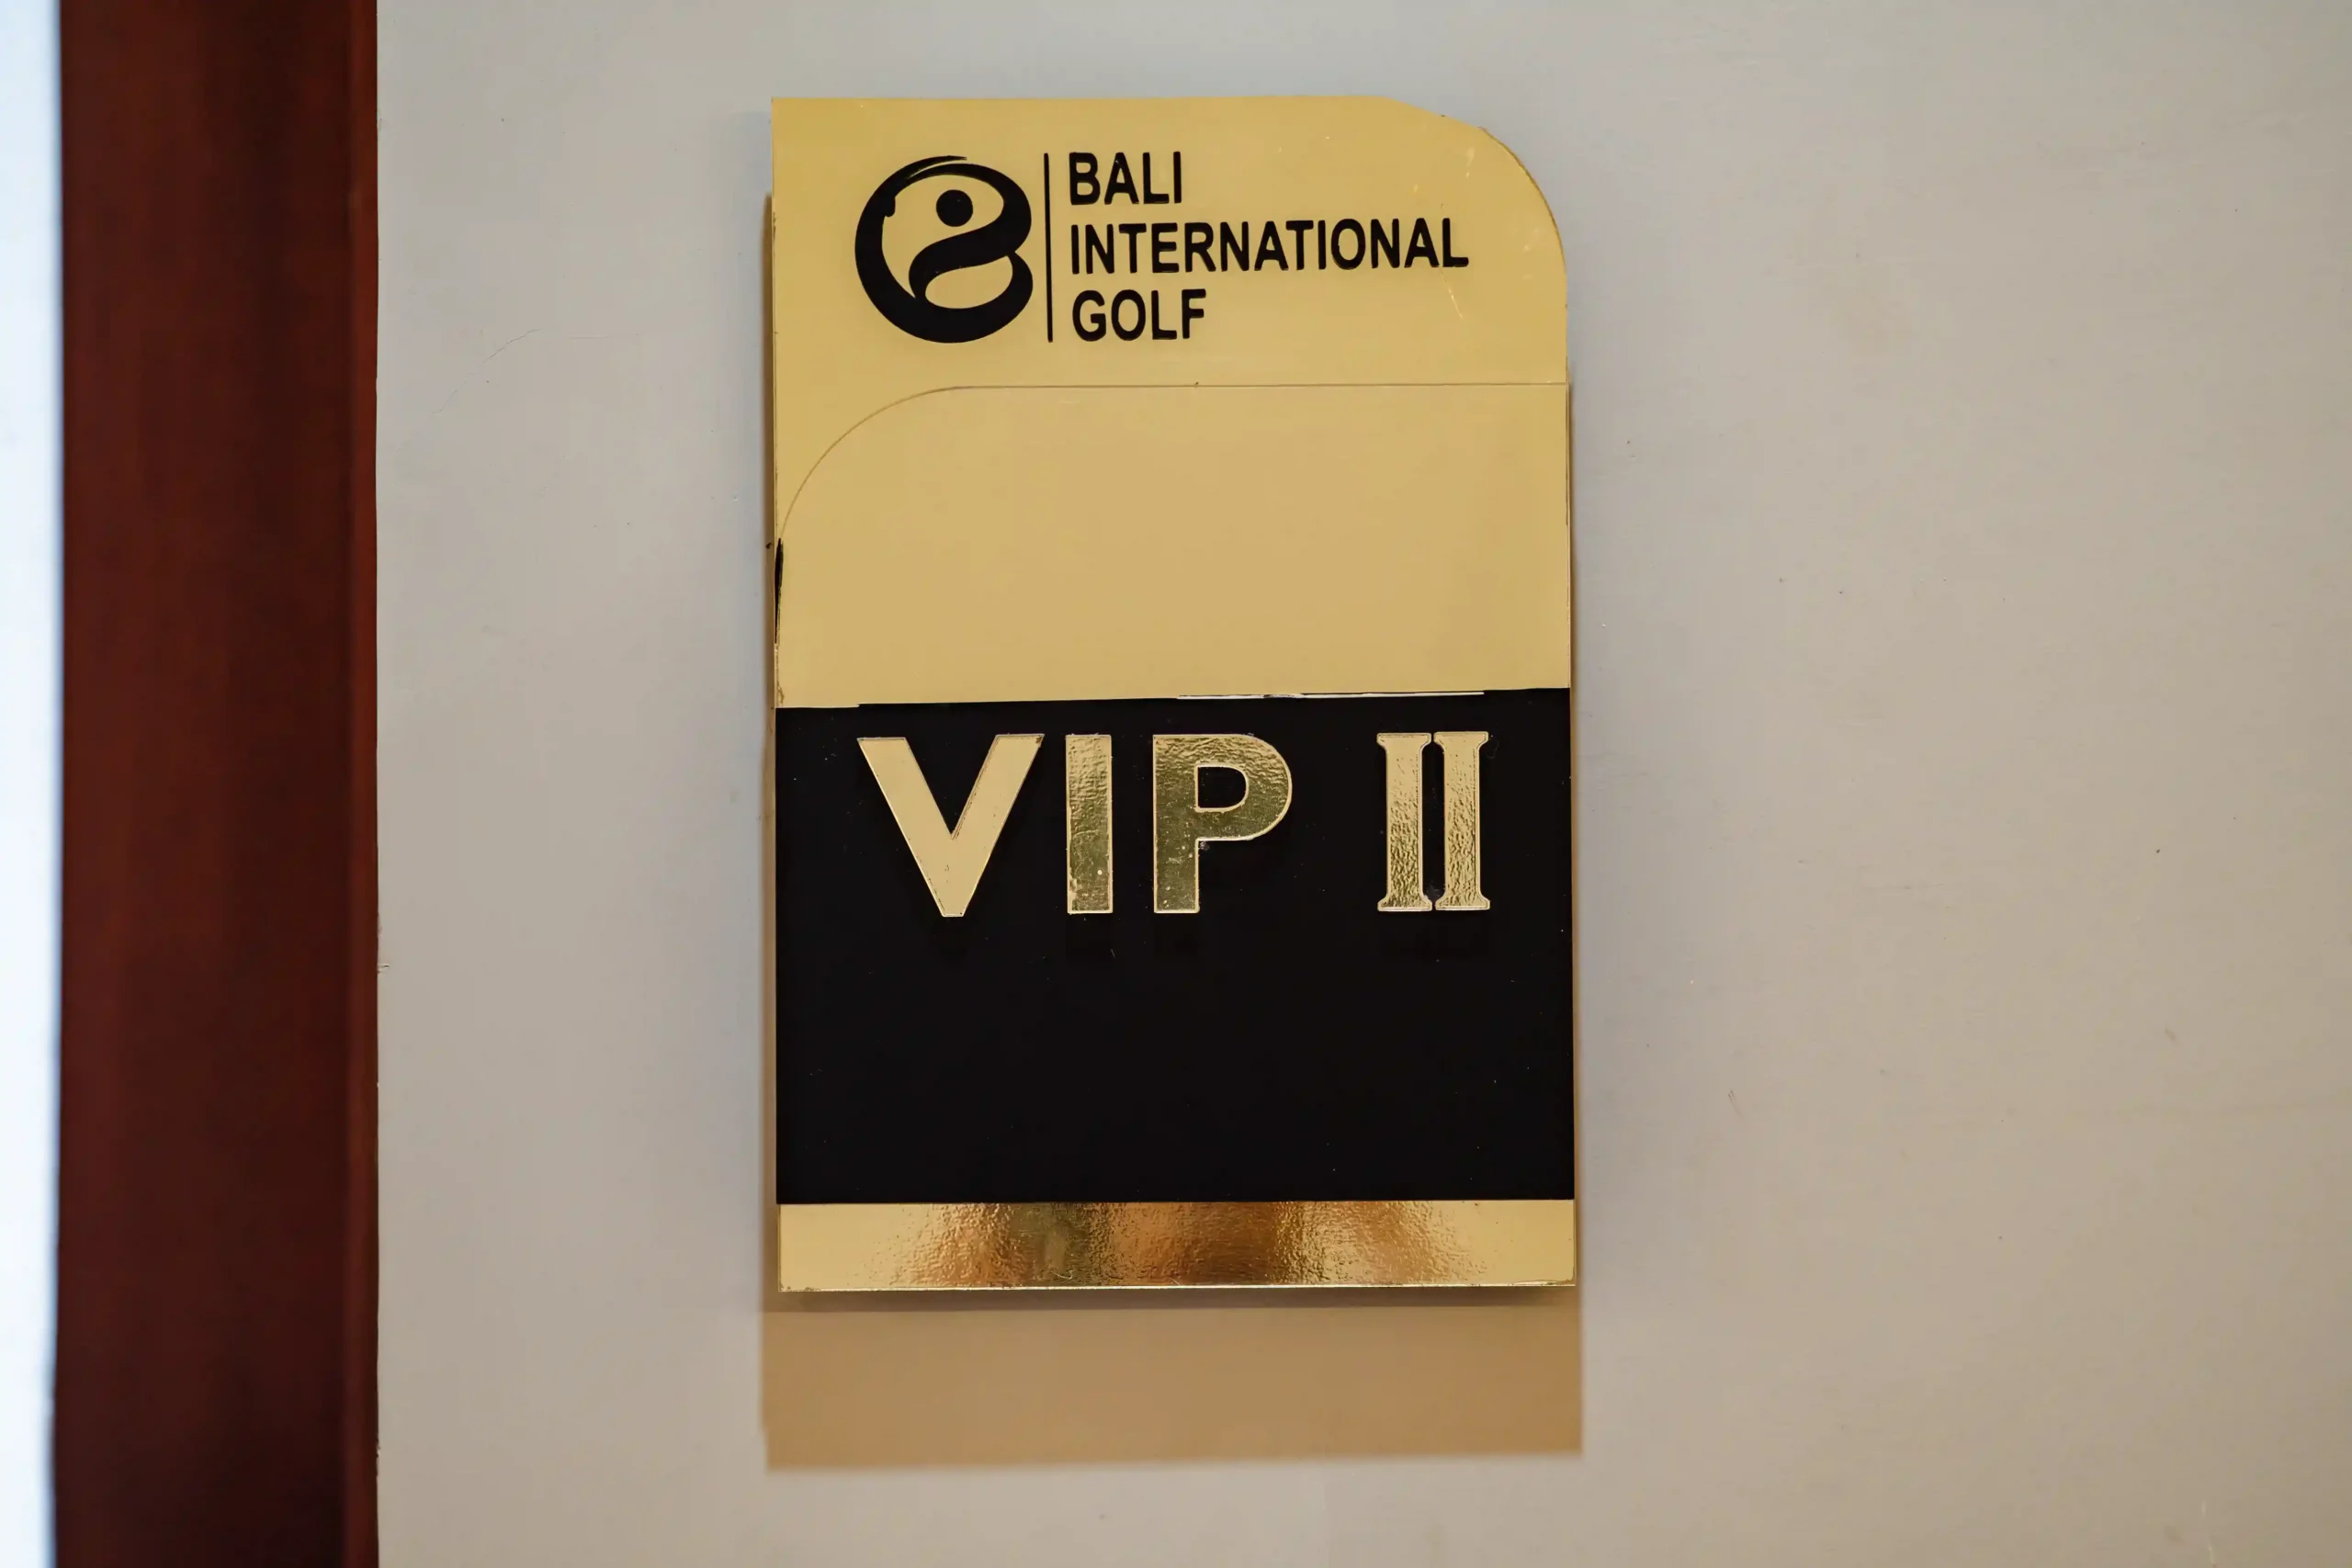 BALI
INTERNATIONAL
GOLF
VIP II